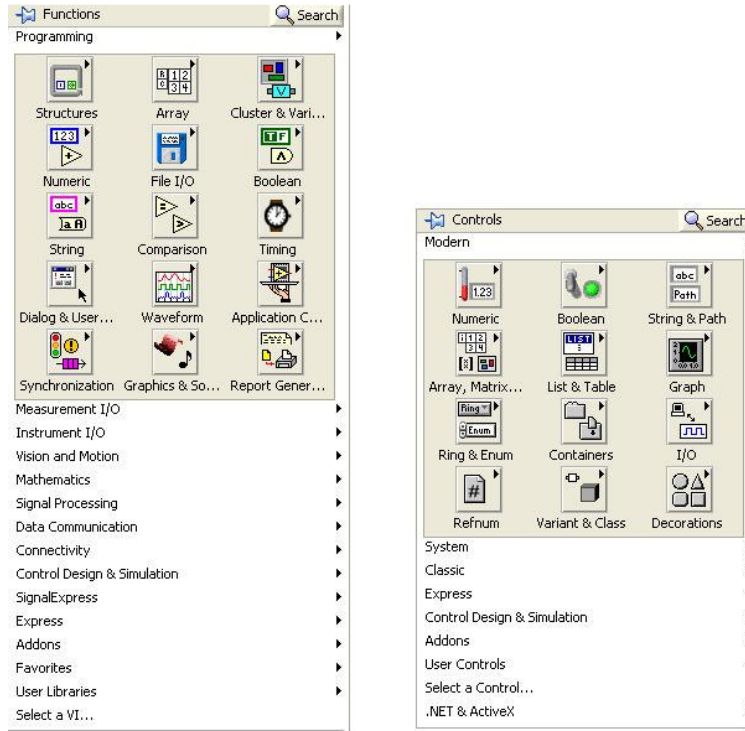 Functions Search
Programming
Structures Array Cluster & Vari...
Numeric File I/O Boolean
String Comparison Timing
Dialog & User... Waveform Application C...
Synchronization Graphics & So... Report Gener...
Measurement I/O
Instrument I/O
Vision and Motion
Mathematics
Signal Processing
Data Communication
Connectivity
Control Design & Simulation
SignalExpress
Express
Addons
Favorites
User Libraries
Select a VI...
Controls Search
Modern
Numeric Boolean String & Path
Array, Matrix... List & Table Graph
Ring & Enum Containers I/O
Refnum Variant & Class Decorations
System
Classic
Express
Control Design & Simulation
Addons
User Controls
Select a Control...
.NET & ActiveX